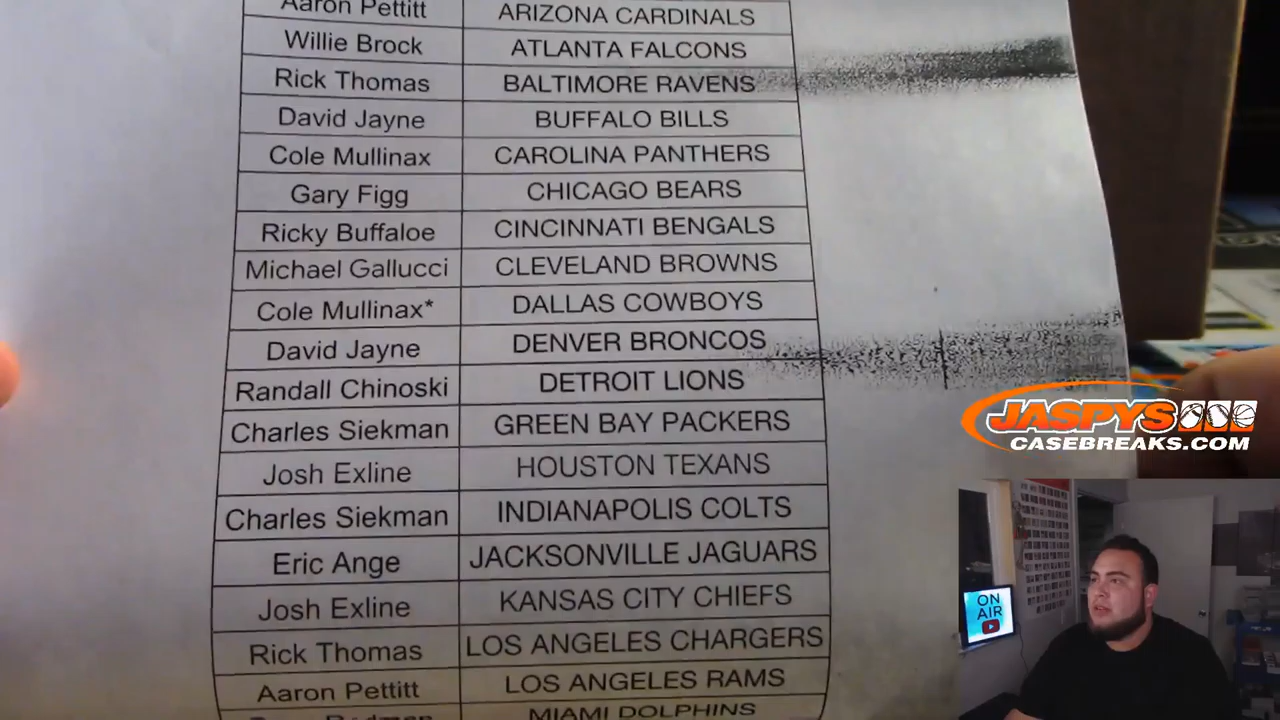 Aaron Pettitt ARIZONA CARDINALS
Willie Brock ATLANTA FALCONS
Rick Thomas BALTIMORE RAVENS
David Jayne BUFFALO BILLS
Cole Mullinax CAROLINA PANTHERS
Gary Figg CHICAGO BEARS
Ricky Buffaloe CINCINNATI BENGALS
Michael Gallucci CLEVELAND BROWNS
Cole Mullinax* DALLAS COWBOYS
David Jayne DENVER BRONCOS
Randall Chinoski DETROIT LIONS
Charles Siekman GREEN BAY PACKERS
Josh Exline HOUSTON TEXANS
Charles Siekman INDIANAPOLIS COLTS
Eric Ange JACKSONVILLE JAGUARS
Josh Exline KANSAS CITY CHIEFS
Rick Thomas LOS ANGELES CHARGERS
Aaron Pettitt LOS ANGELES RAMS
MIAMI DOLPHINS
JASPYS
CASEBREAKS.COM
ON
AIR